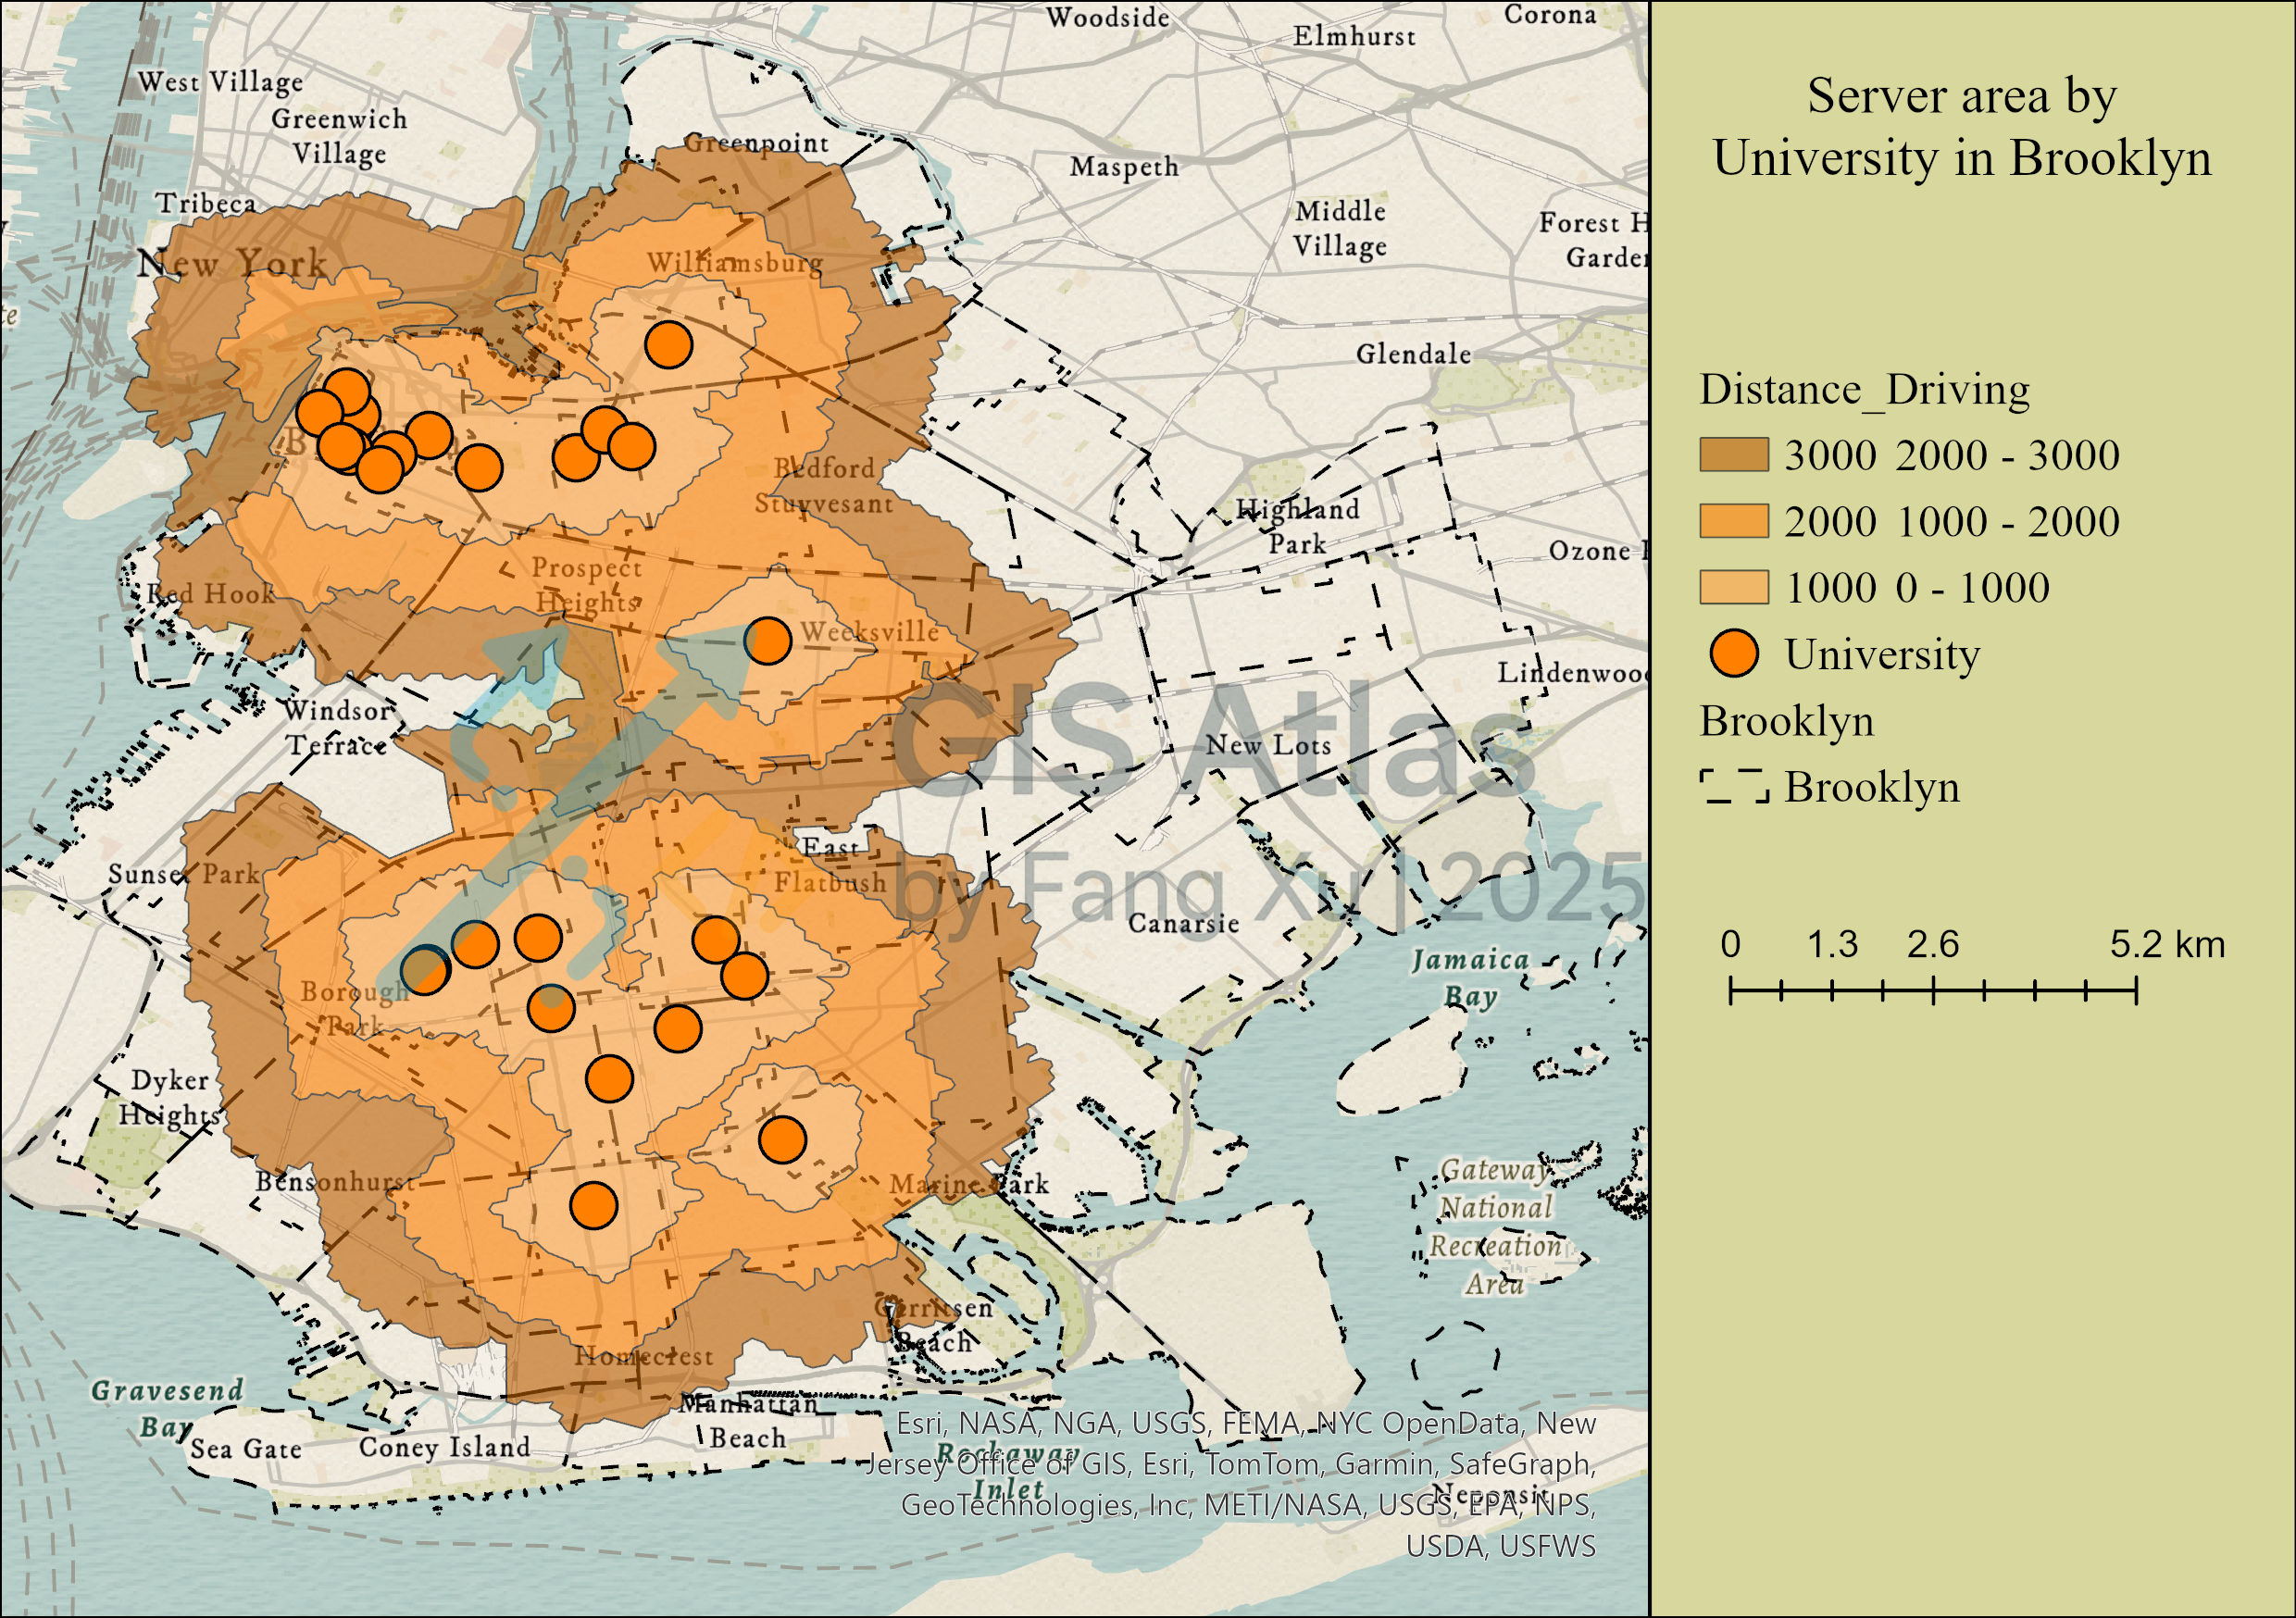 Woodside
Corona
Elmhurst
West Village
Greenwich
Village
Greenpoint
Maspeth
Tribeca
Middle
Village
Forest H
Garder
New York
Williamsburg
te
Glendale
Bedford
Stuyvesant
Highland
Park
Ozone
Prospect
Heights
Red Hook
Weeksville
Lindenwoo
Windsor
Terrace
New Lots
GIS Atlas
by Fang Xu | 2025
East
Flatbush
Sunset Park
Canarsie
Jamaica
Bay
Borough
Park
Dyker
Heights
Bensonhurst
Marine Park
Gateway
National
Recreation
Area
Gerritsen
Beach
Homecrest
Gravesend
Bay
Manhattan
Beach
Sea Gate
Coney Island
Rockaway
Inlet
Neponsit
Esri, NASA, NGA, USGS, FEMA, NYC OpenData, New
Jersey Office of GIS, Esri, TomTom, Garmin, SafeGraph,
GeoTechnologies, Inc, METI/NASA, USGS, EPA, NPS,
USDA, USFWS
Server area by
University in Brooklyn
Distance_Driving
3000 2000 - 3000
2000 1000 - 2000
1000 0 - 1000
University
Brooklyn
Brooklyn
0 1.3 2.6 5.2 km